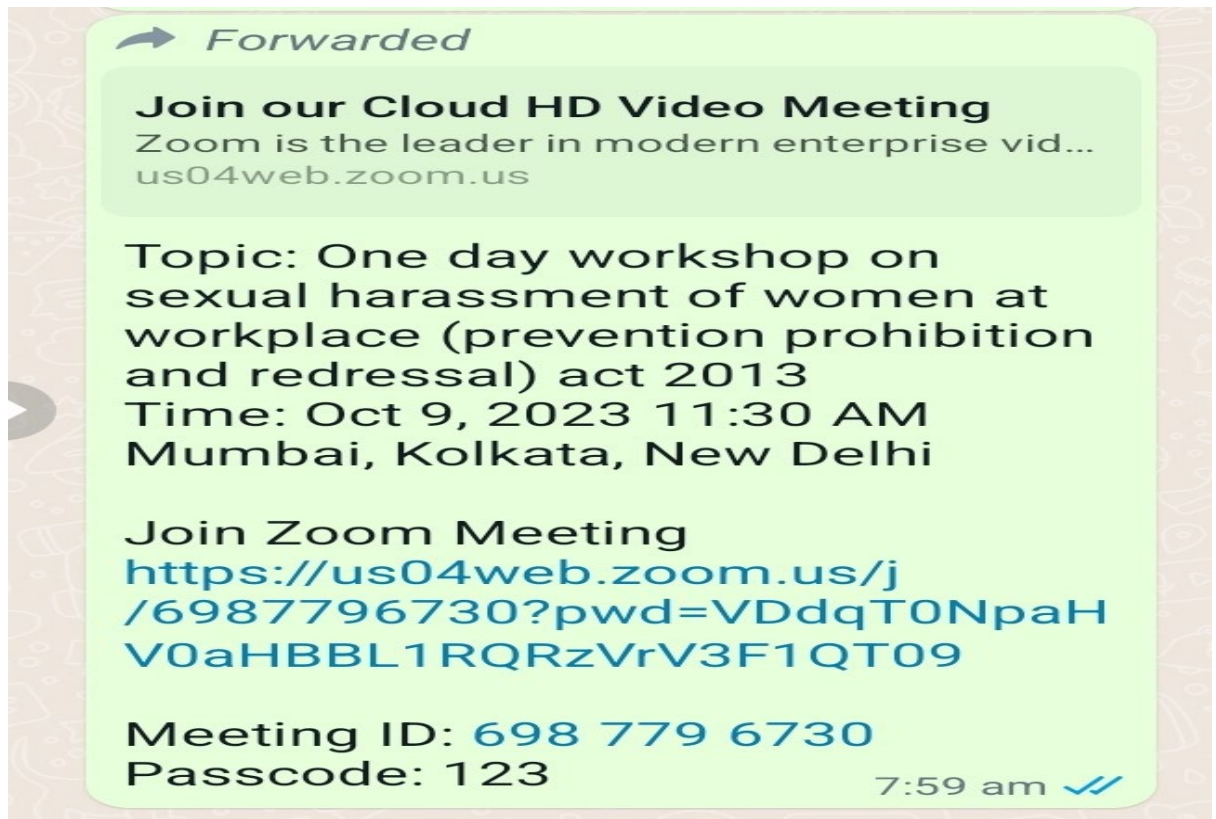 Forwarded
Join our Cloud HD Video Meeting
Zoom is the leader in modern enterprise vid...
us04web.zoom.us
Topic: One day workshop on
sexual harassment of women at
workplace (prevention prohibition
and redressal) act 2013
Time: Oct 9, 2023 11:30 AM
Mumbai, Kolkata, New Delhi
Join Zoom Meeting
https://us04web.zoom.us/j
/6987796730?pwd=VDdqT0NpaH
V0aHBBL1RQRzVrV3F1QT09
Meeting ID: 698 779 6730
Passcode: 123
7:59 am